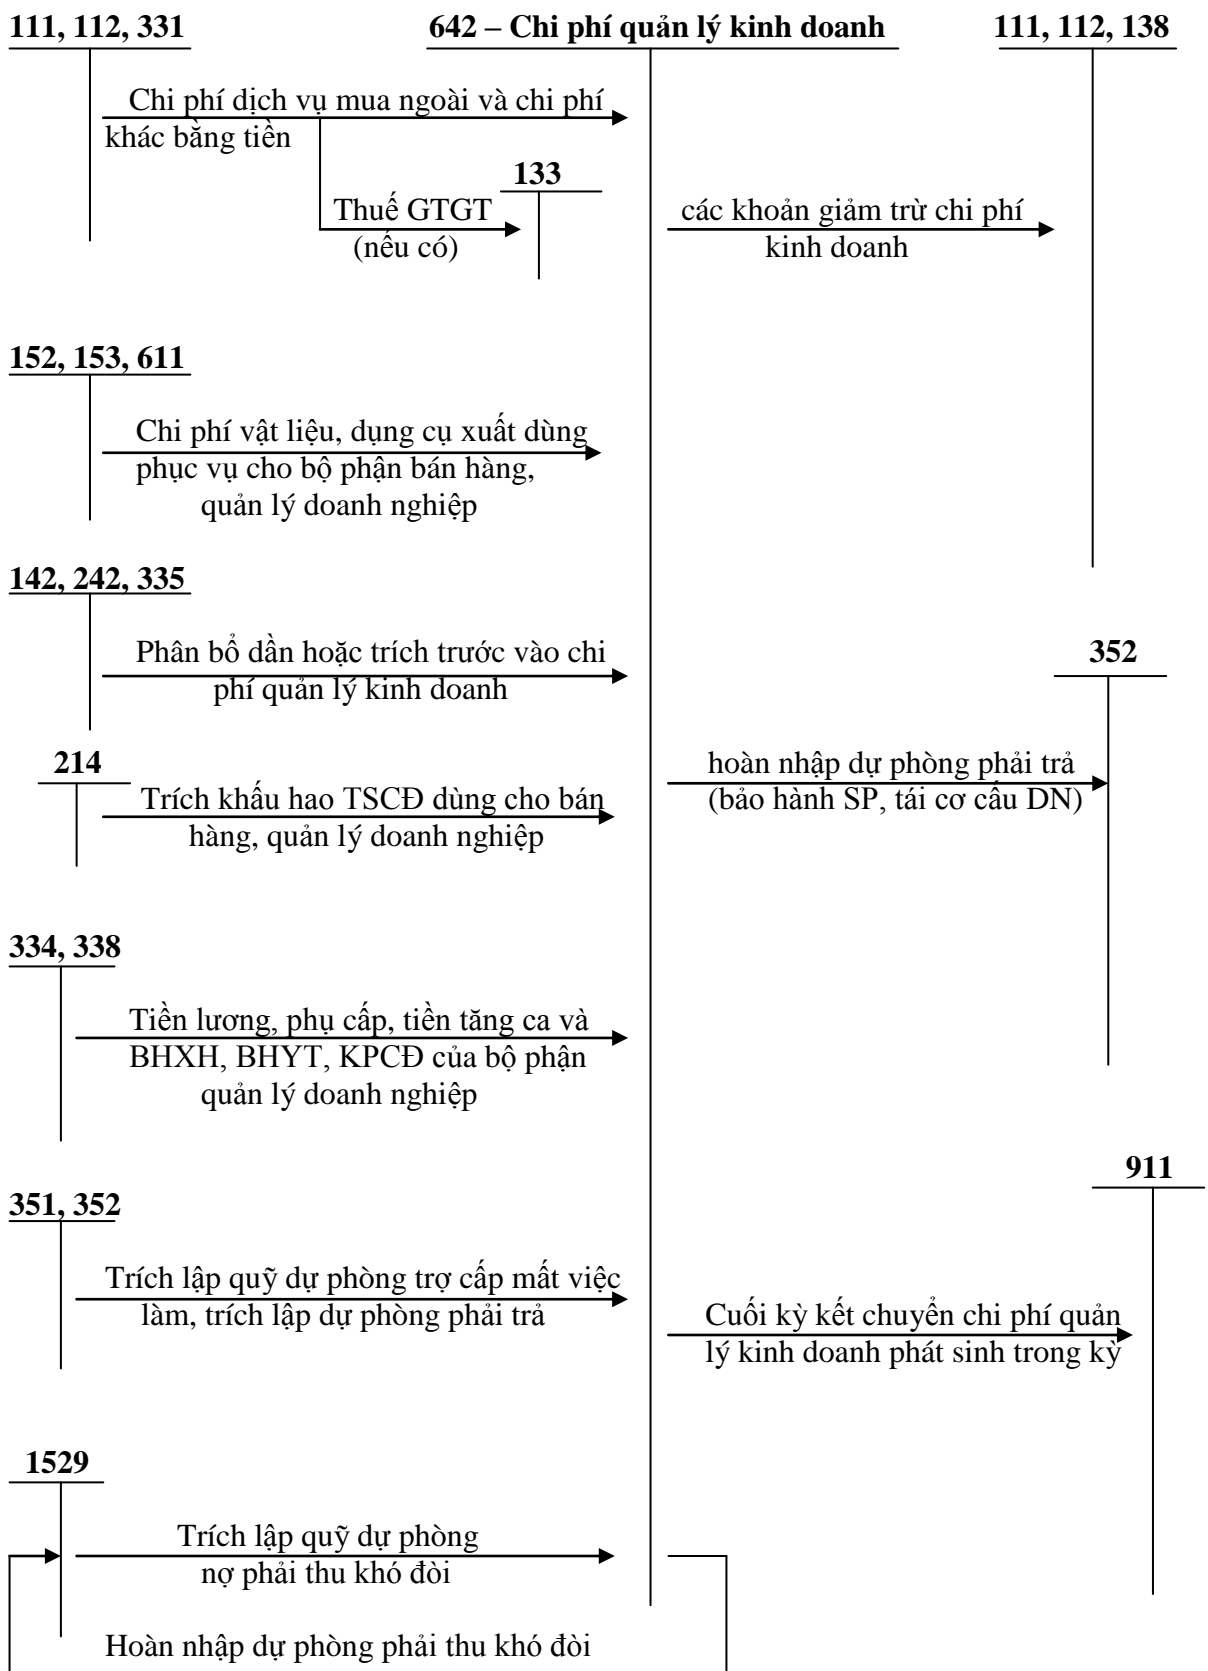 111, 112, 331
642 – Chi phí quản lý kinh doanh
111, 112, 138
Chi phí dịch vụ mua ngoài và chi phí
khác bằng tiền
133
Thuế GTGT
(nếu có)
các khoản giảm trừ chi phí
kinh doanh
152, 153, 611
Chi phí vật liệu, dụng cụ xuất dùng
phục vụ cho bộ phận bán hàng,
quản lý doanh nghiệp
142, 242, 335
Phân bổ dần hoặc trích trước vào chi
phí quản lý kinh doanh
352
214
Trích khấu hao TSCĐ dùng cho bán
hàng, quản lý doanh nghiệp
hoàn nhập dự phòng phải trả
(bảo hành SP, tái cơ cấu DN)
334, 338
Tiền lương, phụ cấp, tiền tăng ca và
BHXH, BHYT, KPCĐ của bộ phận
quản lý doanh nghiệp
911
351, 352
Trích lập quỹ dự phòng trợ cấp mất việc
làm, trích lập dự phòng phải trả
Cuối kỳ kết chuyển chi phí quản
lý kinh doanh phát sinh trong kỳ
1529
Trích lập quỹ dự phòng
nợ phải thu khó đòi
Hoàn nhập dự phòng phải thu khó đòi